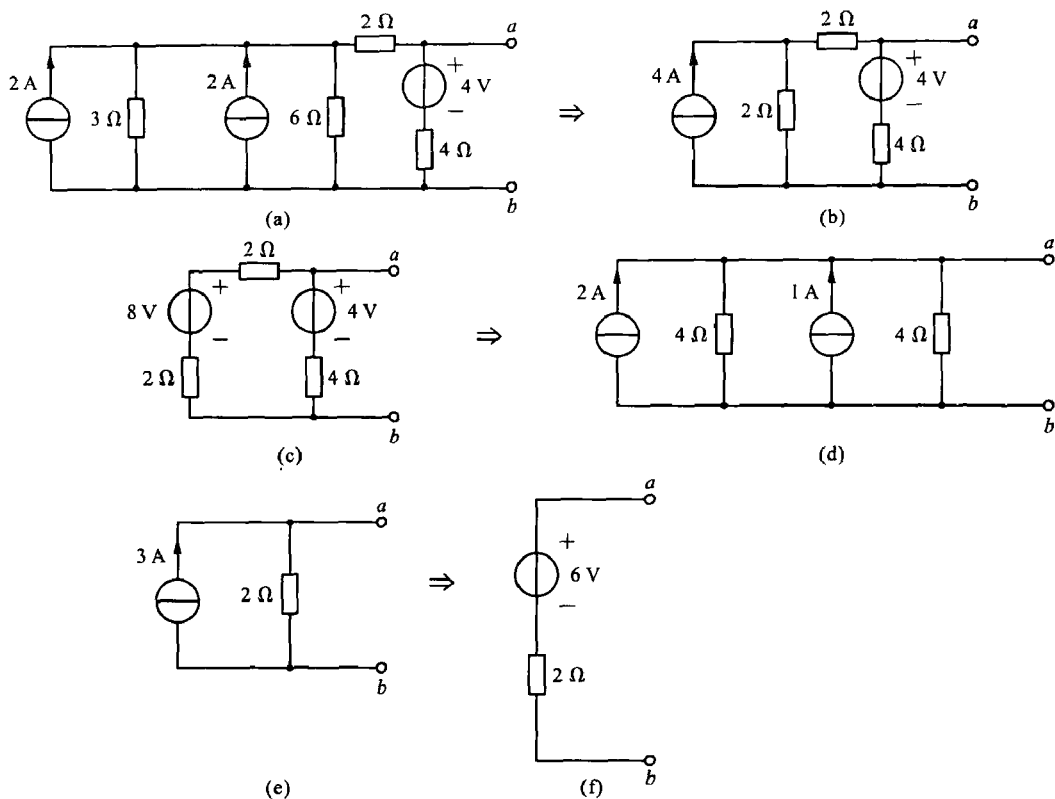 2 Ω a
2 A 3 Ω 2 A 6 Ω + 4 V − 4 Ω
b
(a)
⇒
2 Ω a
4 A 2 Ω + 4 V − 4 Ω
b
(b)
2 Ω a
8 V + − 2 Ω + 4 V − 4 Ω
b
(c)
⇒
a
2 A 4 Ω 1 A 4 Ω
b
(d)
a
3 A 2 Ω
b
(e)
⇒
a
+
6 V
−
2 Ω
b
(f)